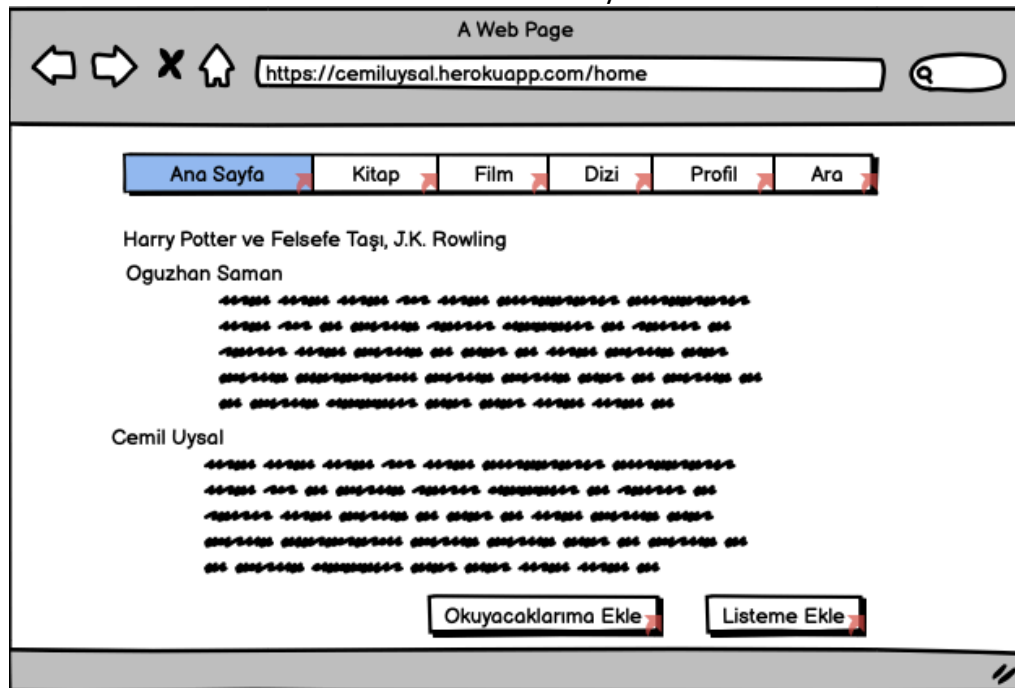 A Web Page
https://cemiluysal.herokuapp.com/home
Ana Sayfa Kitap Film Dizi Profil Ara
Harry Potter ve Felsefe Taşı, J.K. Rowling
Oguzhan Saman
Cemil Uysal
Okuyacaklarıma Ekle Listeme Ekle